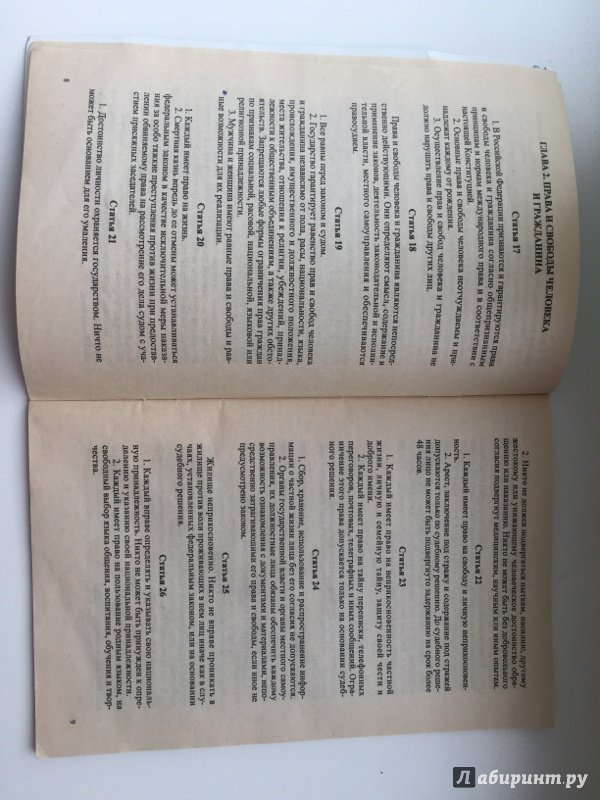 ГЛАВА 2. ПРАВА И СВОБОДЫ ЧЕЛОВЕКА
И ГРАЖДАНИНА
Статья 17
1. В Российской Федерации признаются и гарантируются права
и свободы человека и гражданина согласно общепризнанным
принципам и нормам международного права и в соответствии с
настоящей Конституцией.
2. Основные права и свободы человека неотчуждаемы и при-
надлежат каждому от рождения.
3. Осуществление прав и свобод человека и гражданина не
должно нарушать права и свободы других лиц.
Статья 18
Права и свободы человека и гражданина являются непосред-
ственно действующими. Они определяют смысл, содержание и
применение законов, деятельность законодательной и исполни-
тельной власти, местного самоуправления и обеспечиваются
правосудием.
Статья 19
1. Все равны перед законом и судом.
2. Государство гарантирует равенство прав и свобод человека
и гражданина независимо от пола, расы, национальности, языка,
происхождения, имущественного и должностного положения,
места жительства, отношения к религии, убеждений, принад-
лежности к общественным объединениям, а также других обсто-
ятельств. Запрещаются любые формы ограничения прав граждан
по признакам социальной, расовой, национальной, языковой или
религиозной принадлежности.
3. Мужчина и женщина имеют равные права и свободы и рав-
ные возможности для их реализации.
Статья 20
1. Каждый имеет право на жизнь.
2. Смертная казнь впредь до ее отмены может устанавливаться
федеральным законом в качестве исключительной меры наказа-
ния за особо тяжкие преступления против жизни при предостав-
лении обвиняемому права на рассмотрение его дела судом с уча-
стием присяжных заседателей.
Статья 21
1. Достоинство личности охраняется государством. Ничто не
может быть основанием для его умаления.
8
2. Никто не должен подвергаться пыткам, насилию, другому
жестокому или унижающему человеческое достоинство обра-
щению или наказанию. Никто не может быть без добровольного
согласия подвергнут медицинским, научным или иным опытам.
Статья 22
1. Каждый имеет право на свободу и личную неприкосновен-
ность.
2. Арест, заключение под стражу и содержание под стражей
допускаются только по судебному решению. До судебного реше-
ния лицо не может быть подвергнуто задержанию на срок более
48 часов.
Статья 23
1. Каждый имеет право на неприкосновенность частной
жизни, личную и семейную тайну, защиту своей чести и
доброго имени.
2. Каждый имеет право на тайну переписки, телефонных
переговоров, почтовых, телеграфных и иных сообщений. Огра-
ничение этого права допускается только на основании судеб-
ного решения.
Статья 24
1. Сбор, хранение, использование и распространение инфор-
мации о частной жизни лица без его согласия не допускаются.
2. Органы государственной власти и органы местного самоу-
правления, их должностные лица обязаны обеспечить каждому
возможность ознакомления с документами и материалами, непо-
средственно затрагивающими его права и свободы, если иное не
предусмотрено законом.
Статья 25
Жилище неприкосновенно. Никто не вправе проникать в
жилище против воли проживающих в нем лиц иначе как в слу-
чаях, установленных федеральным законом, или на основании
судебного решения.
Статья 26
1. Каждый вправе определять и указывать свою националь-
ную принадлежность. Никто не может быть принужден к опре-
делению и указанию своей национальной принадлежности.
2. Каждый имеет право на пользование родным языком, на
свободный выбор языка общения, воспитания, обучения и твор-
чества.
9
Лабиринт.ру